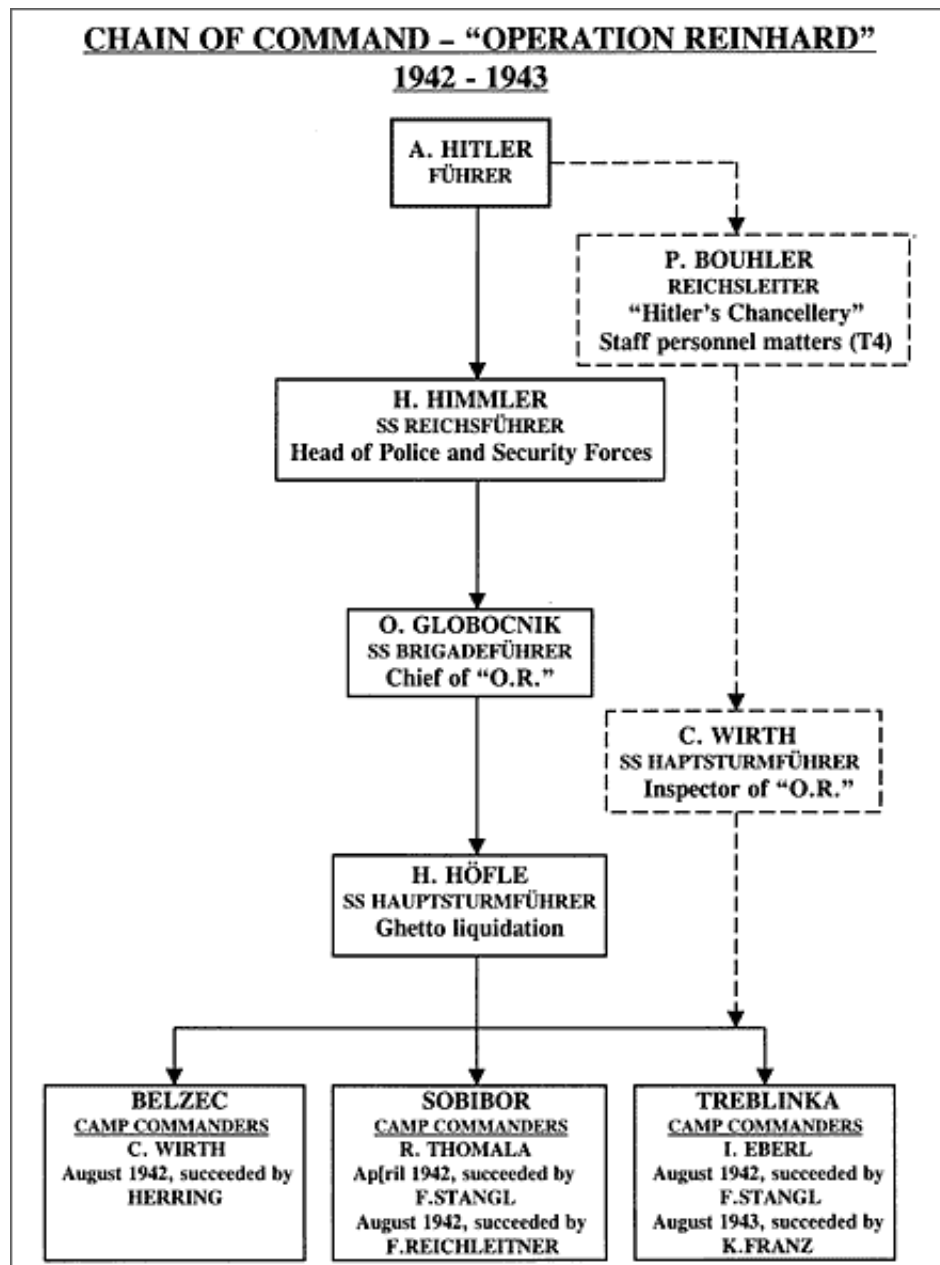 CHAIN OF COMMAND – “OPERATION REINHARD”
1942 - 1943
A. HITLER
FÜHRER
P. BOUHLER
REICHSLEITER
“Hitler’s Chancellery”
Staff personnel matters (T4)
H. HIMMLER
SS REICHSFÜHRER
Head of Police and Security Forces
O. GLOBOCNIK
SS BRIGADEFÜHRER
Chief of “O.R.”
C. WIRTH
SS HAPTSTURMFÜHRER
Inspector of “O.R.”
H. HÖFLE
SS HAUPTSTURMFÜHRER
Ghetto liquidation
BELZEC
CAMP COMMANDERS
C. WIRTH
August 1942, succeeded by
HERRING
SOBIBOR
CAMP COMMANDERS
R. THOMALA
Ap[ril 1942, succeeded by
F.STANGL
August 1942, succeeded by
F.REICHLEITNER
TREBLINKA
CAMP COMMANDERS
I. EBERL
August 1942, succeeded by
F.STANGL
August 1943, succeeded by
K.FRANZ